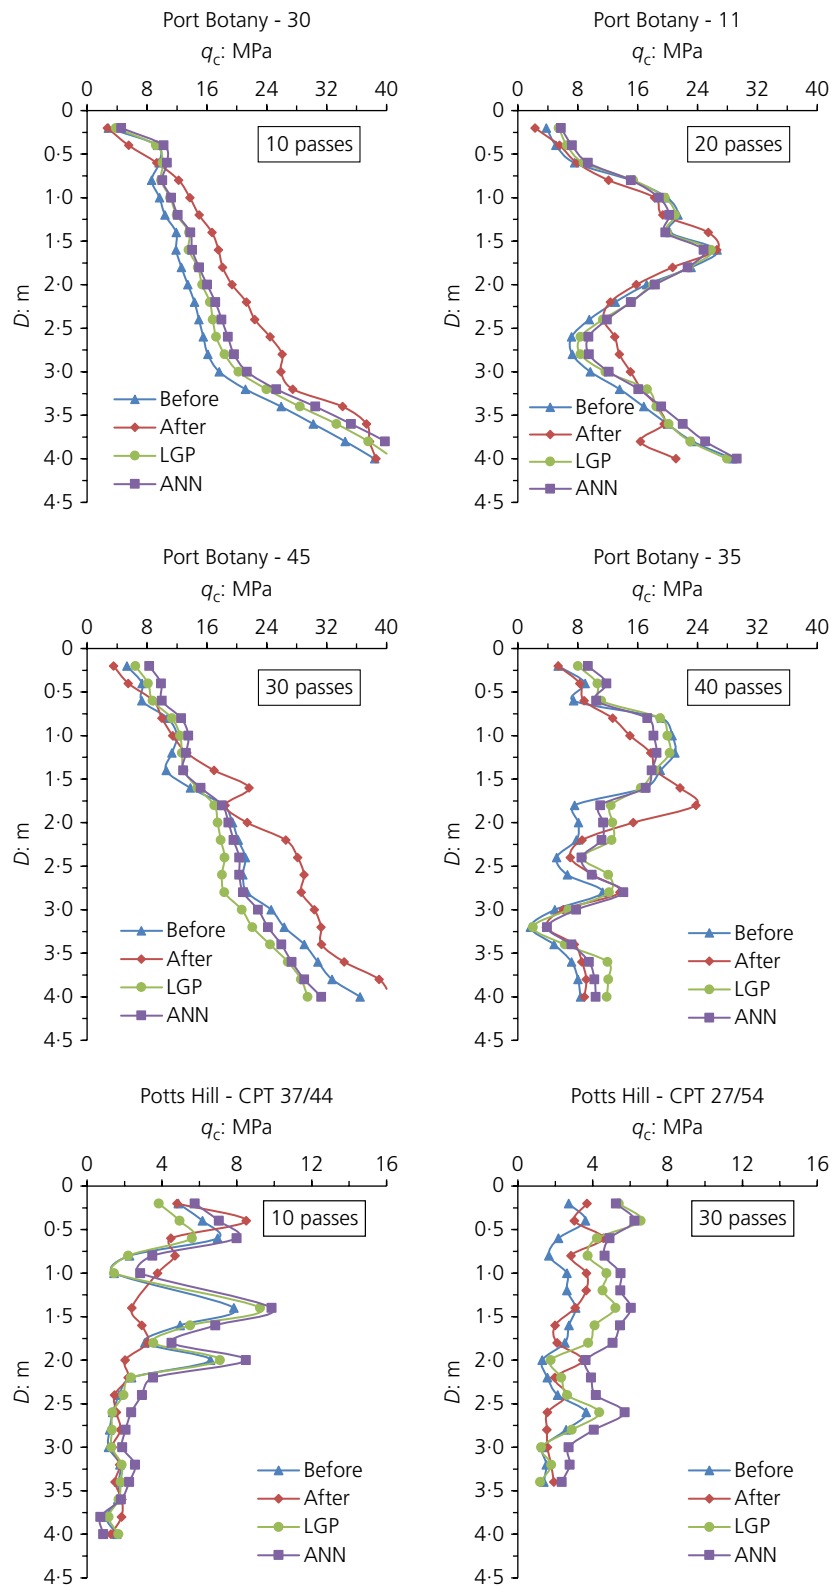 Port Botany - 30
qc: MPa
0 8 16 24 32 40
0
0·5
1·0
1·5
2·0
2·5
3·0
3·5
4·0
4·5
D: m
10 passes
Before
After
LGP
ANN
Port Botany - 11
qc: MPa
0 8 16 24 32 40
0
0·5
1·0
1·5
2·0
2·5
3·0
3·5
4·0
4·5
D: m
20 passes
Before
After
LGP
ANN
Port Botany - 45
qc: MPa
0 8 16 24 32 40
0
0·5
1·0
1·5
2·0
2·5
3·0
3·5
4·0
4·5
D: m
30 passes
Before
After
LGP
ANN
Port Botany - 35
qc: MPa
0 8 16 24 32 40
0
0·5
1·0
1·5
2·0
2·5
3·0
3·5
4·0
4·5
D: m
40 passes
Before
After
LGP
ANN
Potts Hill - CPT 37/44
qc: MPa
0 4 8 12 16
0
0·5
1·0
1·5
2·0
2·5
3·0
3·5
4·0
4·5
D: m
10 passes
Before
After
LGP
ANN
Potts Hill - CPT 27/54
qc: MPa
0 4 8 12 16
0
0·5
1·0
1·5
2·0
2·5
3·0
3·5
4·0
4·5
D: m
30 passes
Before
After
LGP
ANN